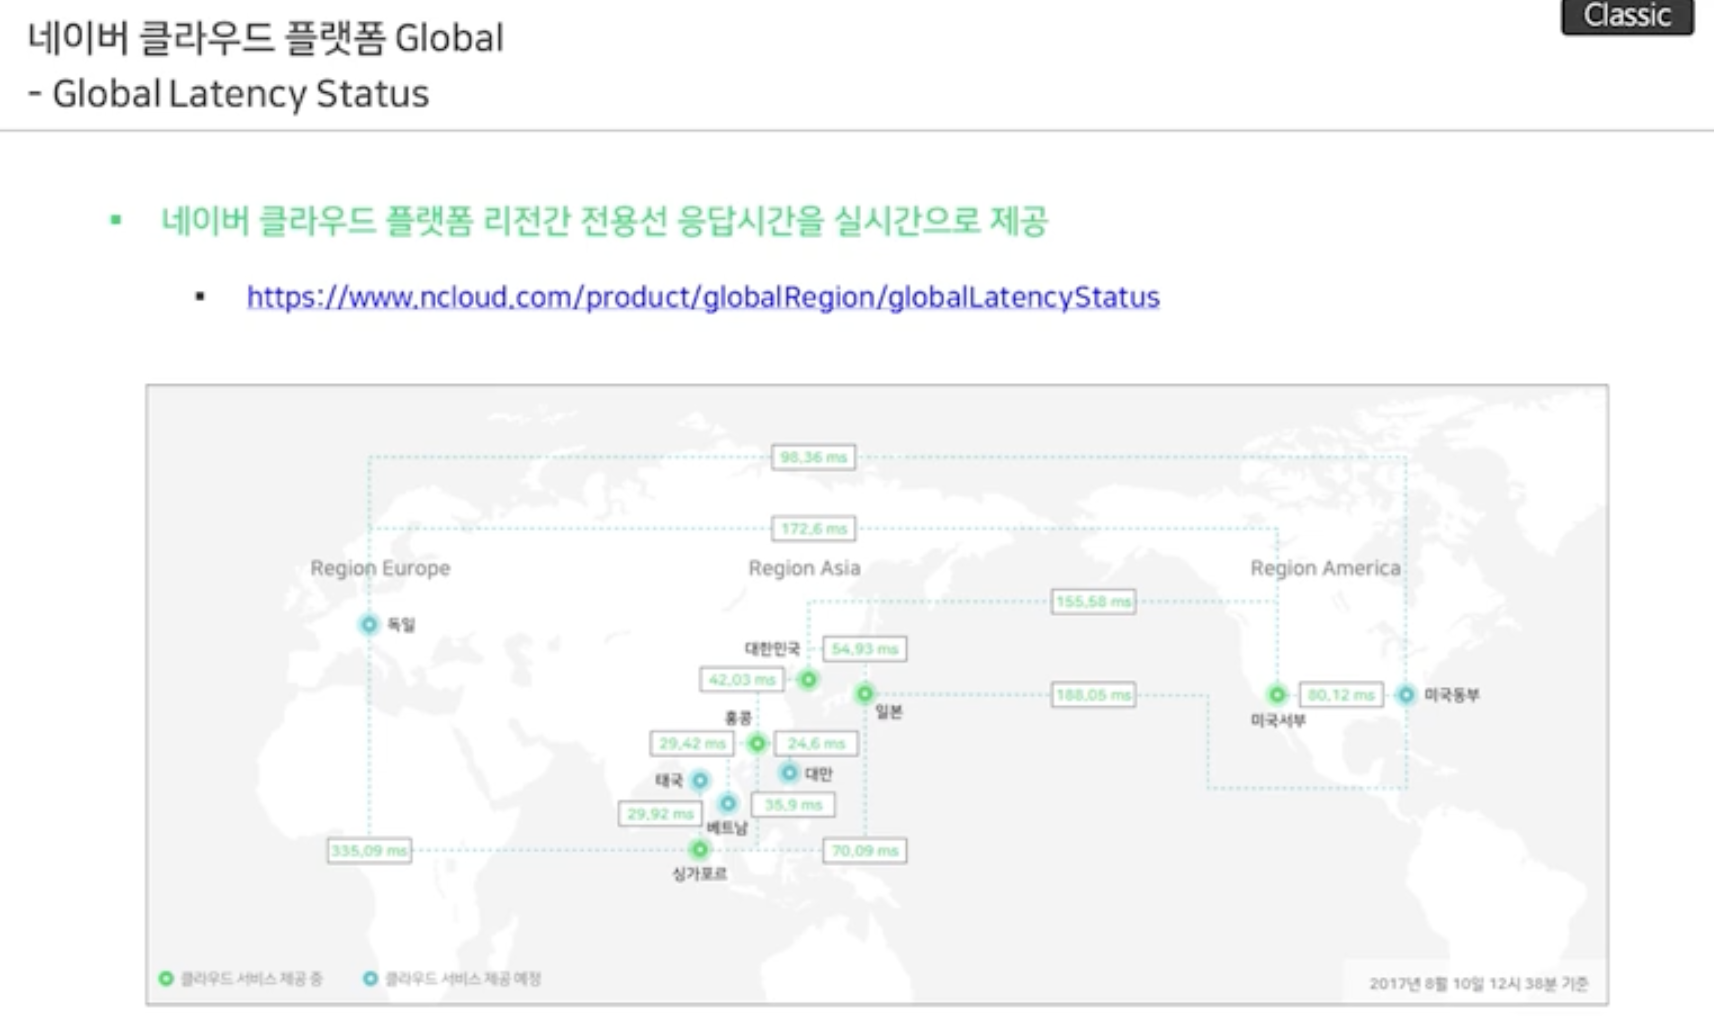 Classic
네이버 클라우드 플랫폼 Global
- Global Latency Status
▪ 네이버 클라우드 플랫폼 리전간 전용선 응답시간을 실시간으로 제공
▪ https://www.ncloud.com/product/globalRegion/globalLatencyStatus
98.36 ms
172.6 ms
Region Europe
Region Asia
Region America
155.58 ms
독일
대한민국
54.93 ms
42.03 ms
188.05 ms
80.12 ms
미국동부
일본
미국서부
홍콩
29.42 ms
24.6 ms
태국
대만
29.92 ms
35.9 ms
베트남
335.09 ms
70.09 ms
싱가포르
클라우드 서비스 제공 중
클라우드 서비스 제공 예정
2017년 8월 10일 12시 38분 기준